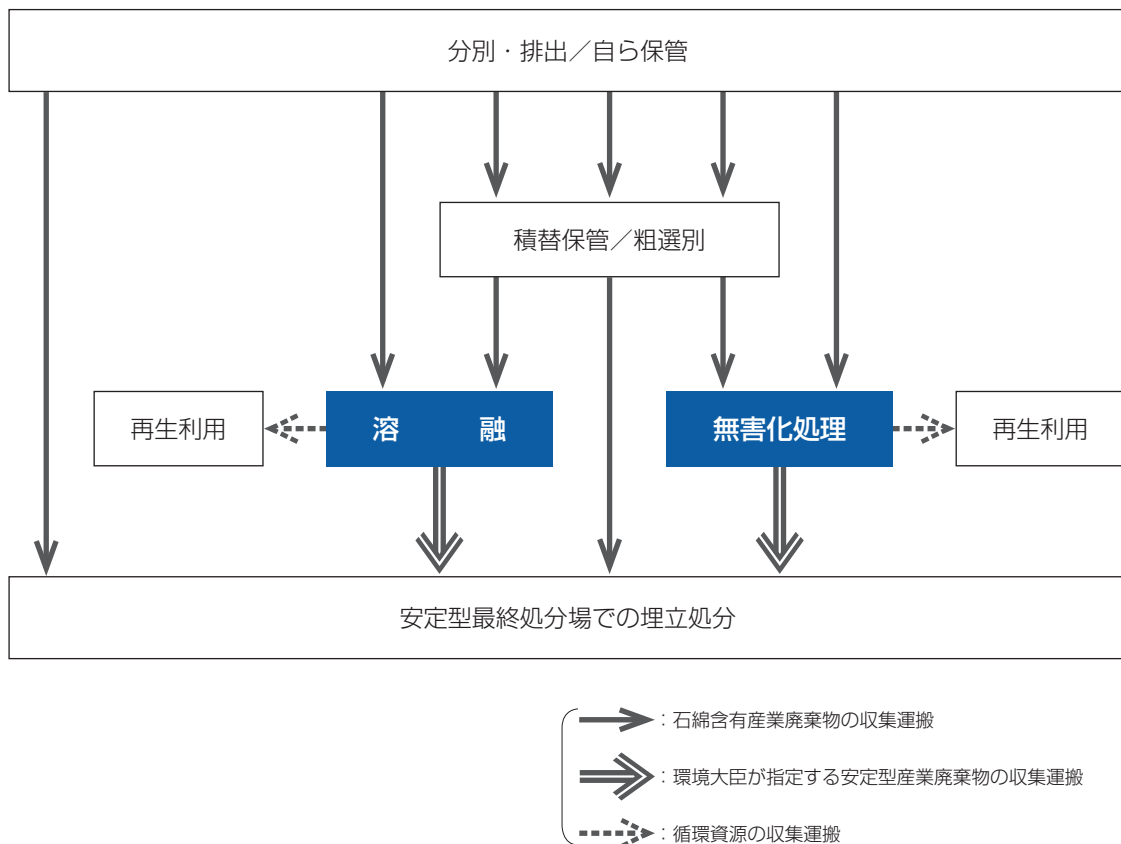 分別・排出／自ら保管
積替保管／粗選別
再生利用
溶　　融
無害化処理
再生利用
安定型最終処分場での埋立処分
：石綿含有産業廃棄物の収集運搬
：環境大臣が指定する安定型産業廃棄物の収集運搬
：循環資源の収集運搬